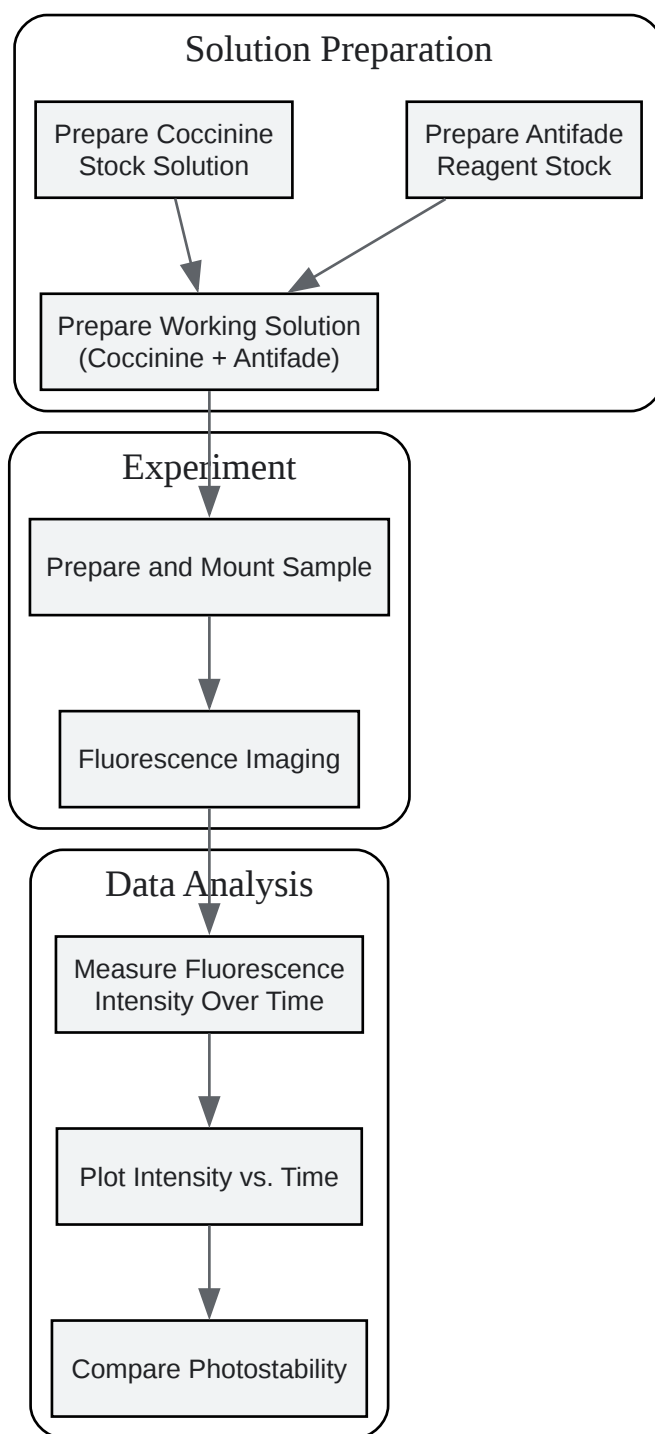 Solution Preparation
Prepare Coccinine
Stock Solution
Prepare Antifade
Reagent Stock
Prepare Working Solution
(Coccinine + Antifade)
Experiment
Prepare and Mount Sample
Fluorescence Imaging
Data Analysis
Measure Fluorescence
Intensity Over Time
Plot Intensity vs. Time
Compare Photostability